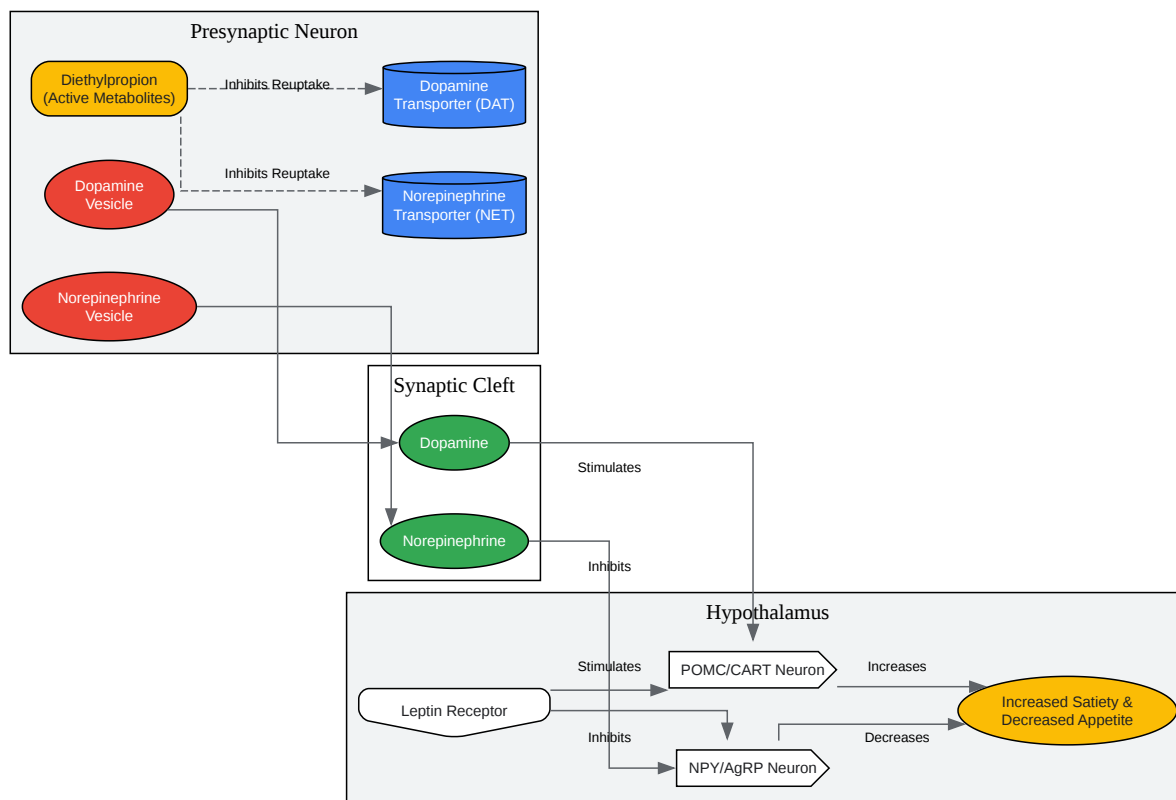 Presynaptic Neuron
Diethylpropion
(Active Metabolites)
Inhibits Reuptake
Dopamine
Transporter (DAT)
Dopamine
Vesicle
Inhibits Reuptake
Norepinephrine
Transporter (NET)
Norepinephrine
Vesicle
Synaptic Cleft
Dopamine
Stimulates
Norepinephrine
Inhibits
Hypothalamus
Stimulates
POMC/CART Neuron
Increases
Leptin Receptor
Increased Satiety &
Decreased Appetite
Inhibits
Decreases
NPY/AgRP Neuron